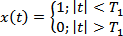 x(t) = {1; |t| < T₁
0; |t| > T₁